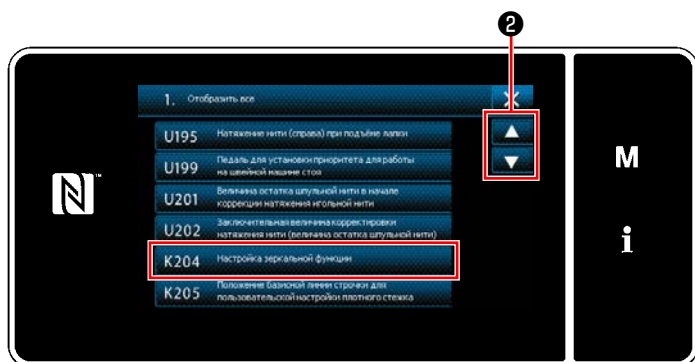 ❷
1. Отобразить все
U195 Натяжение нити (справа) при подъёме лапки
U199 Педаль для установки приоритета для работы
на швейной машине стоя
U201 Величина остатка шпульной нити в начале
коррекции натяжения игольной нити
U202 Заключительная величина корректировки
натяжения нити (величина остатка шпульной нити)
K204 Настройка зеркальной функции
K205 Положение базисной линии строчки для
пользовательской настройки плотного стежка
M
i